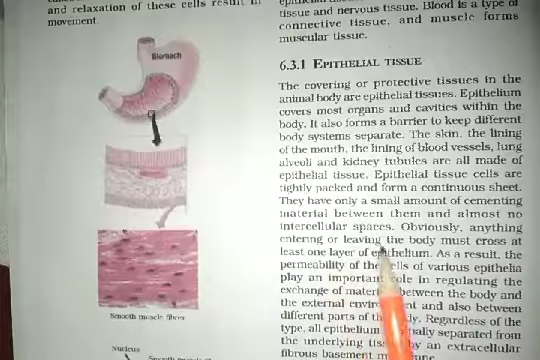 and relaxation of these cells result in
movement.
Stomach
Smooth muscle fibres
Nucleus
Smooth muscle
tissue and nervous tissue. Blood is a type of
connective tissue, and muscle forms
muscular tissue.
6.3.1 EPITHELIAL TISSUE
The covering or protective tissues in the
animal body are epithelial tissues. Epithelium
covers most organs and cavities within the
body. It also forms a barrier to keep different
body systems separate. The skin, the lining
of the mouth, the lining of blood vessels, lung
alveoli and kidney tubules are all made of
epithelial tissue. Epithelial tissue cells are
tightly packed and form a continuous sheet.
They have only a small amount of cementing
material between them and almost no
intercellular spaces. Obviously, anything
entering or leaving the body must cross at
least one layer of epithelium. As a result, the
permeability of the cells of various epithelia
play an important role in regulating the
exchange of between the body and
the external and also between
different parts of the Regardless of the
type, all epithelium separated from
the underlying by an extracellular
fibrous basement